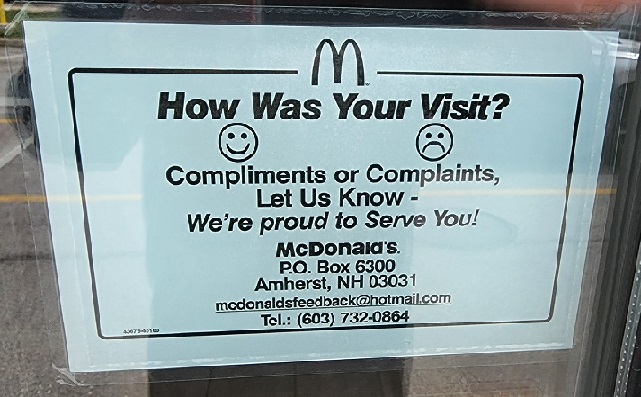 How Was Your Visit?
Compliments or Complaints,
Let Us Know -
We're proud to Serve You!
McDonald's.
P.O. Box 6300
Amherst, NH 03031
mcdonaldsfeedback@hotmail.com
Tel.: (603) 732-0864